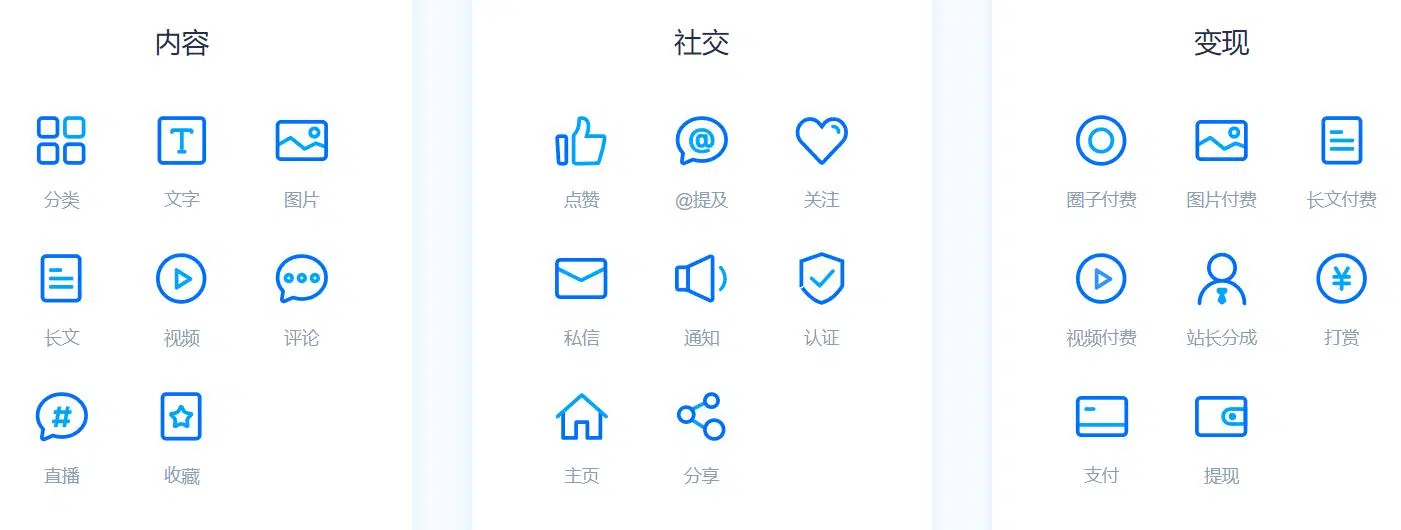 内容
分类
文字
图片
长文
视频
评论
直播
收藏
社交
点赞
@提及
关注
私信
通知
认证
主页
分享
变现
圈子付费
图片付费
长文付费
视频付费
站长分成
打赏
支付
提现